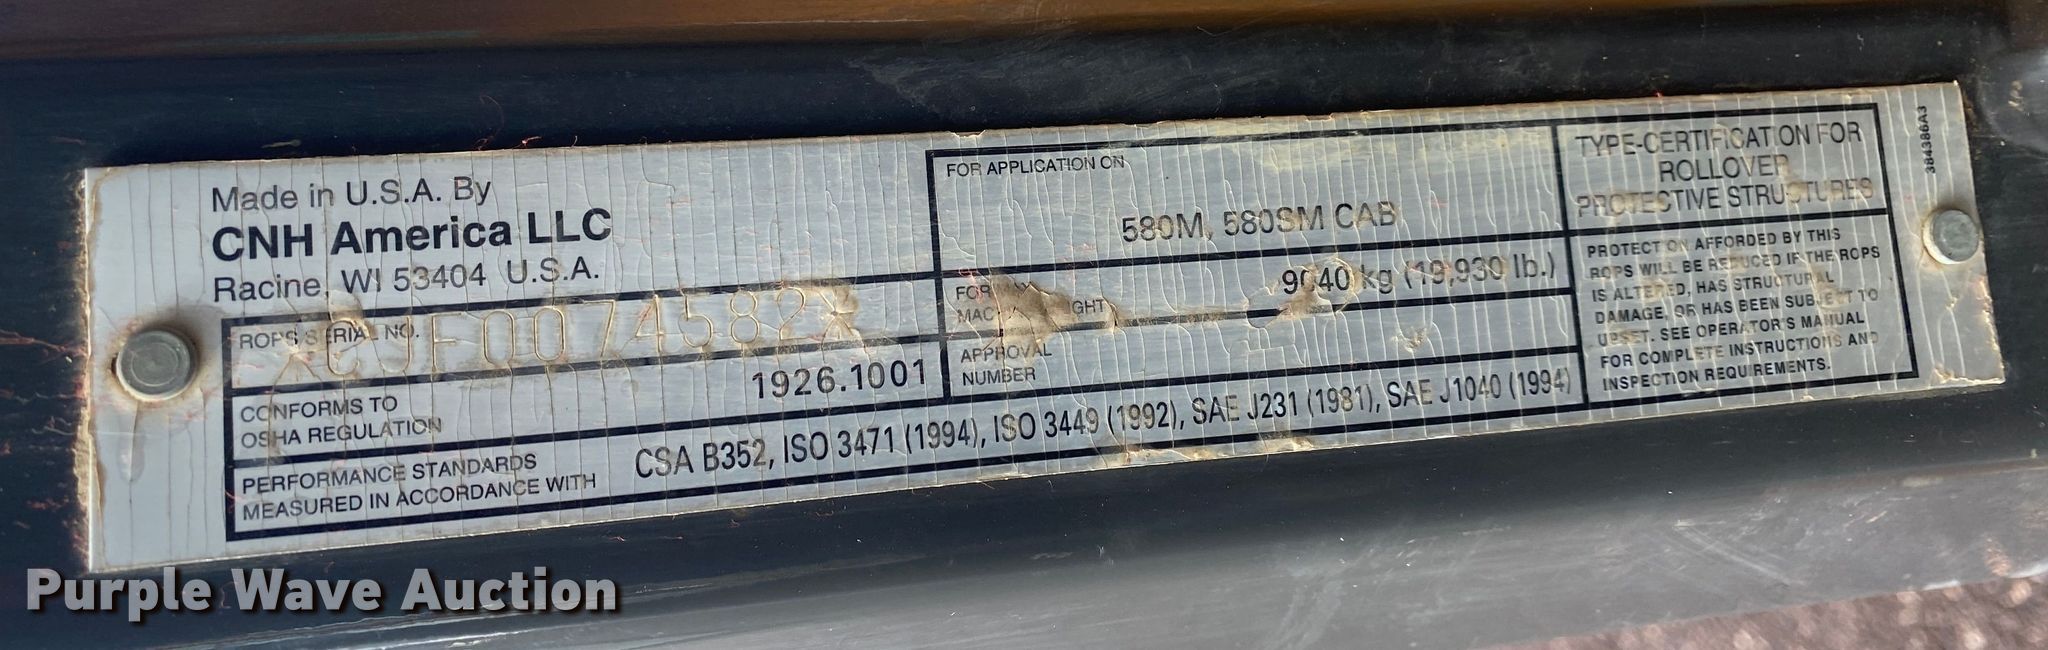 Made in U.S.A. By
CNH America LLC
Racine, WI 53404 U.S.A.
ROPS SERIAL NO.
*CJF0074582*
CONFORMS TO
OSHA REGULATION
1926.1001
PERFORMANCE STANDARDS
MEASURED IN ACCORDANCE WITH
CSA B352, ISO 3471 (1994), ISO 3449 (1992), SAE J231 (1981), SAE J1040 (1994)
FOR APPLICATION ON
580M, 580SM CAB
FOR
9040 kg (19,930 lb.)
APPROVAL
NUMBER
TYPE-CERTIFICATION FOR
ROLLOVER
PROTECTIVE STRUCTURES
PROTECTION AFFORDED BY THIS
ROPS WILL BE REDUCED IF THE ROPS
IS ALTERED, HAS STRUCTURAL
DAMAGE, OR HAS BEEN SUBJECT TO
UPSET. SEE OPERATOR'S MANUAL
FOR COMPLETE INSTRUCTIONS AND
INSPECTION REQUIREMENTS.
384386A3
Purple Wave Auction